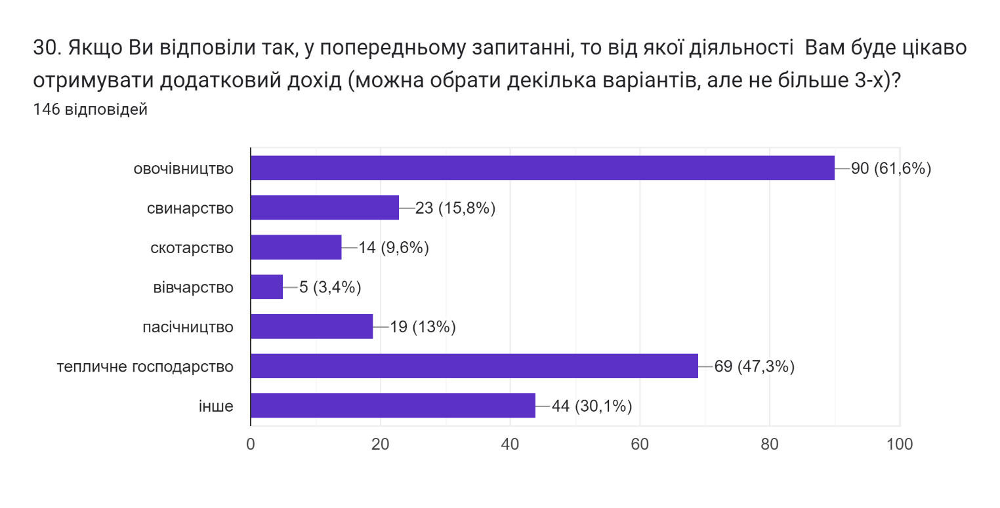 30. Якщо Ви відповіли так, у попередньому запитанні, то від якої діяльності  Вам буде цікаво
отримувати додатковий дохід (можна обрати декілька варіантів, але не більше 3-х)?
146 відповідей
овочівництво 90 (61,6%)
свинарство 23 (15,8%)
скотарство 14 (9,6%)
вівчарство 5 (3,4%)
пасічництво 19 (13%)
тепличне господарство 69 (47,3%)
інше 44 (30,1%)
0 20 40 60 80 100